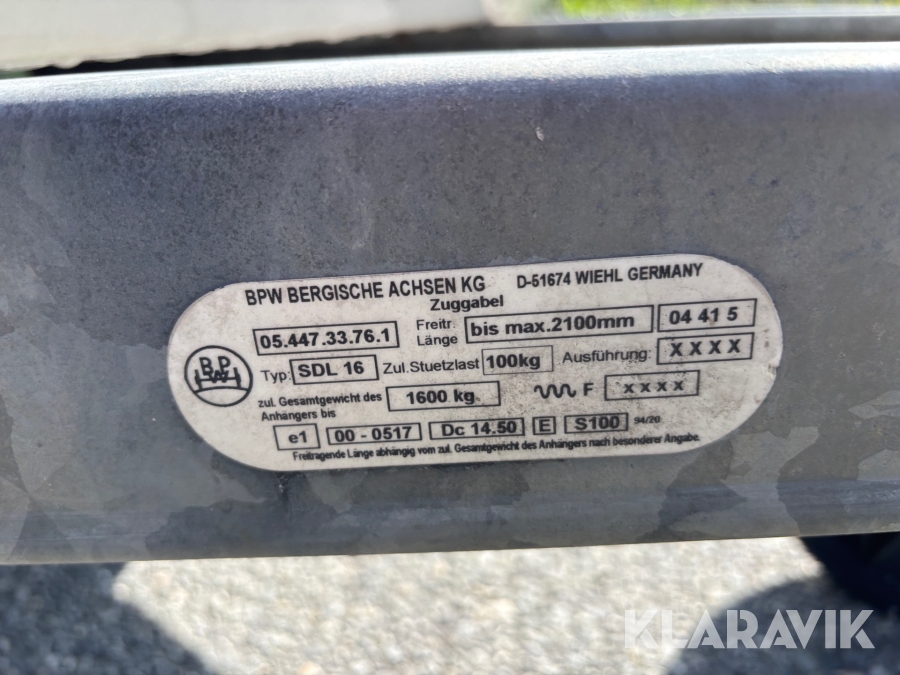 BPW BERGISCHE ACHSEN KG D-51674 WIEHL GERMANY
Zuggabel
05.447.33.76.1 Freitr. Länge bis max.2100mm 04 41 5
BPW Typ: SDL 16 Zul.Stuetzlast 100kg Ausführung: X X X X
zul. Gesamtgewicht des Anhängers bis 1600 kg F x x x x
e1 00 - 0517 Dc 14.50 E S100 94/20
Freitragende Länge abhängig vom zul. Gesamtgewicht des Anhängers nach besonderer Angabe.
KLARAVIK